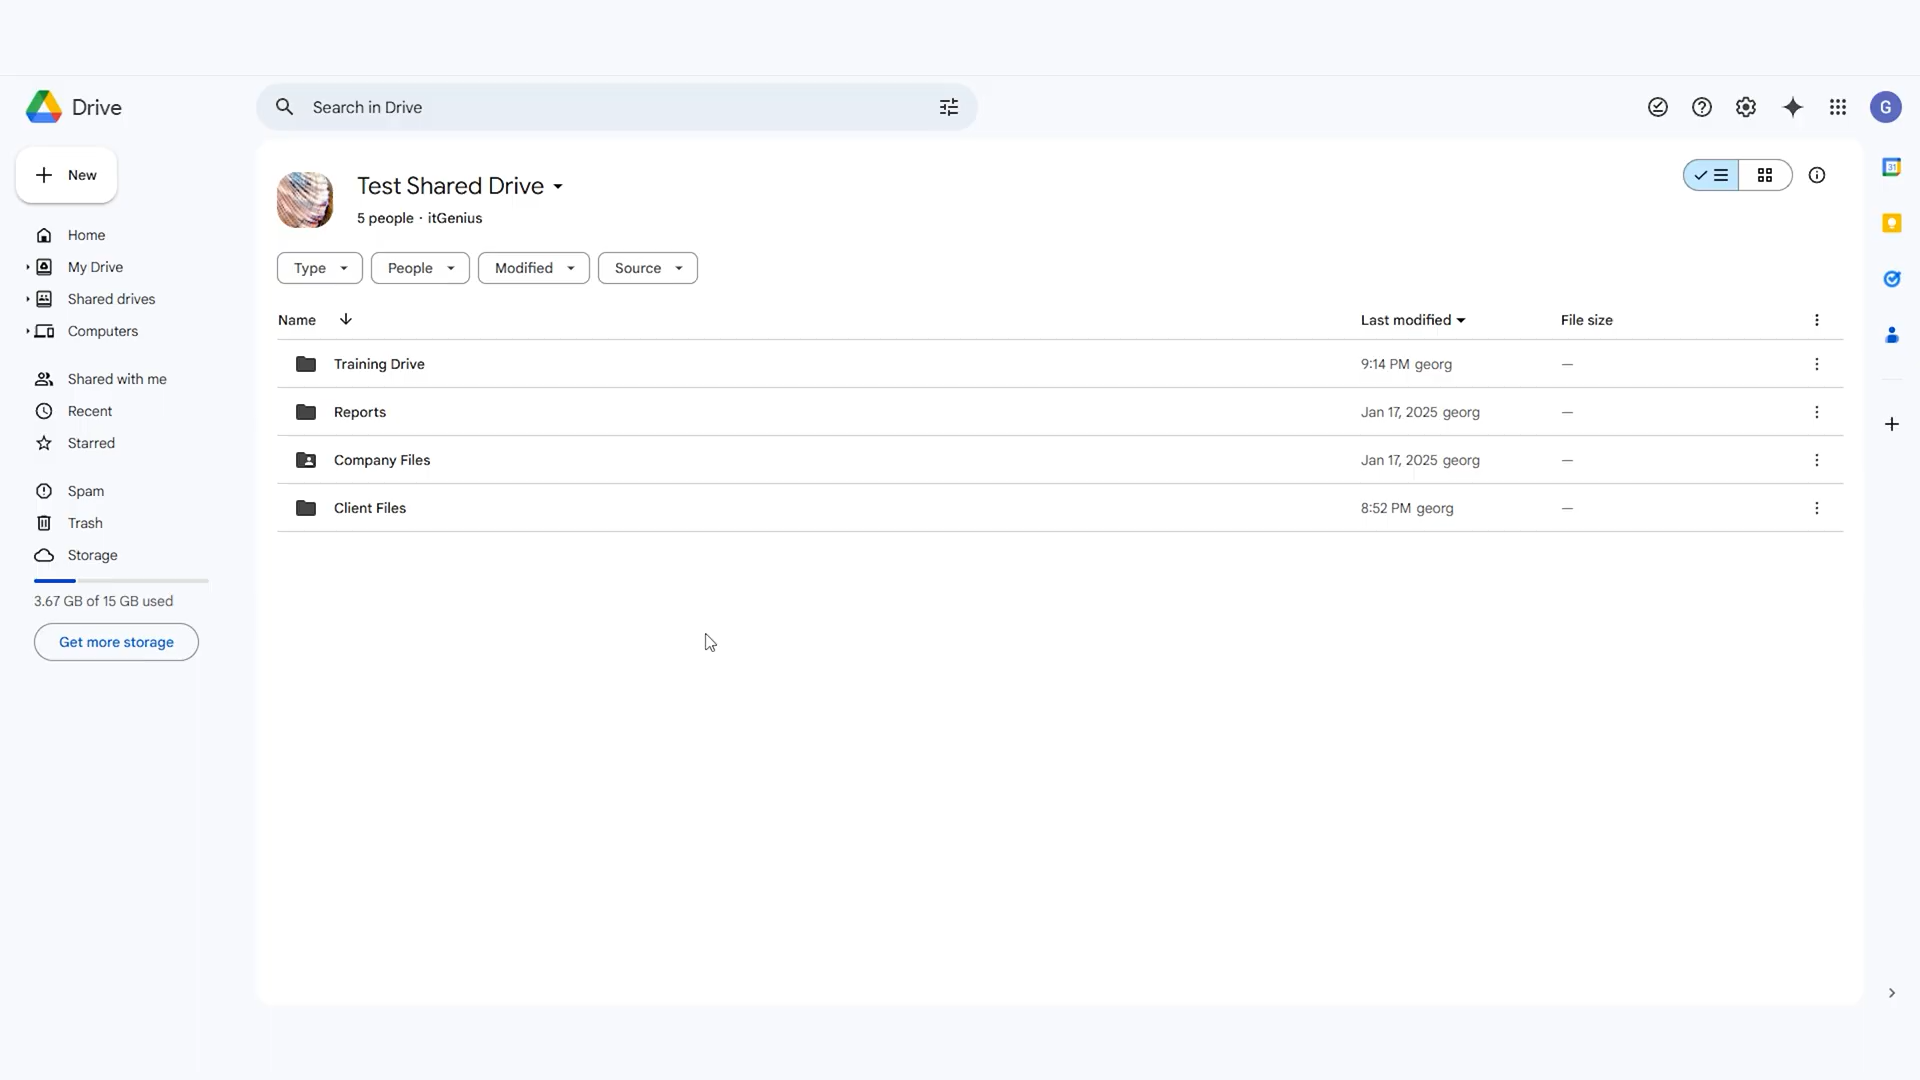 Drive
Search in Drive
G
New
Home
My Drive
Shared drives
Computers
Shared with me
Recent
Starred
Spam
Trash
Storage
3.67 GB of 15 GB used
Get more storage
Test Shared Drive
5 people · itGenius
Type People Modified Source
Name Last modified File size
Training Drive 9:14 PM georg —
Reports Jan 17, 2025 georg —
Company Files Jan 17, 2025 georg —
Client Files 8:52 PM georg —
31